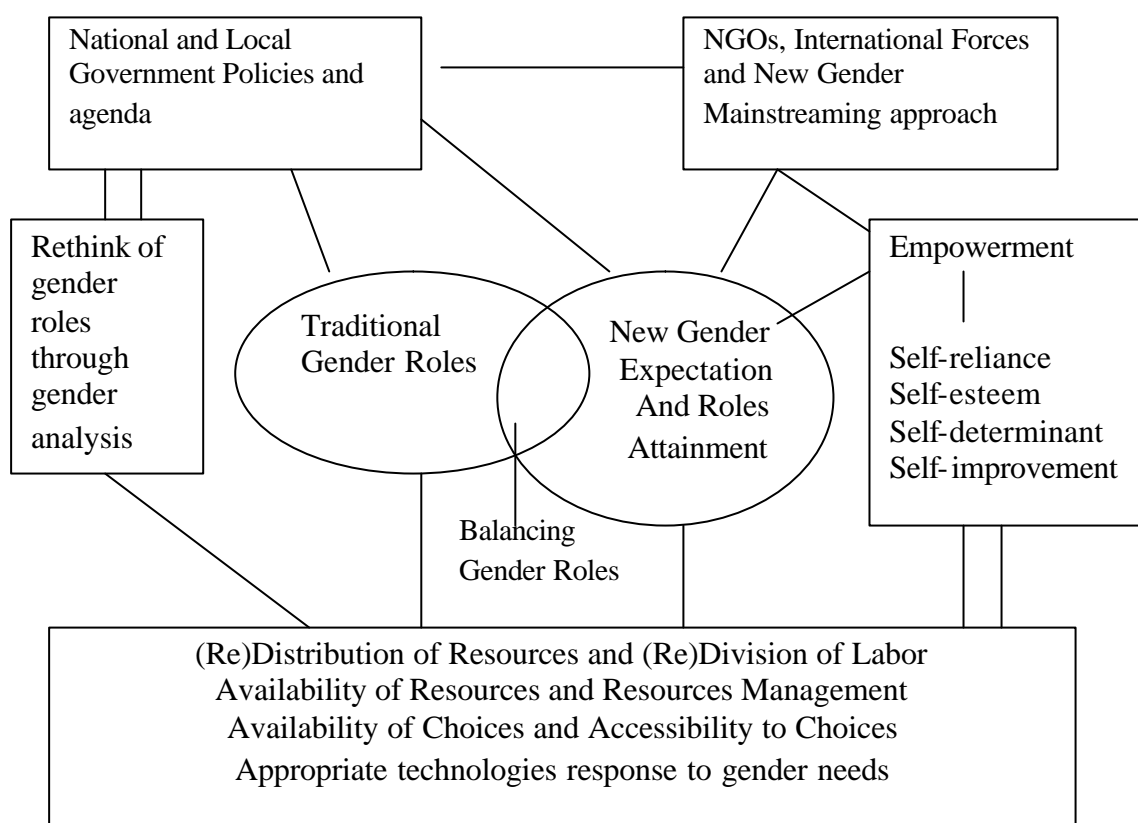 National and Local
Government Policies and
agenda
NGOs, International Forces
and New Gender
Mainstreaming approach
Rethink of
gender
roles
through
gender
analysis
Traditional
Gender Roles
New Gender
Expectation
And Roles
Attainment
Empowerment
Self-reliance
Self-esteem
Self-determinant
Self-improvement
Balancing
Gender Roles
(Re)Distribution of Resources and (Re)Division of Labor
Availability of Resources and Resources Management
Availability of Choices and Accessibility to Choices
Appropriate technologies response to gender needs